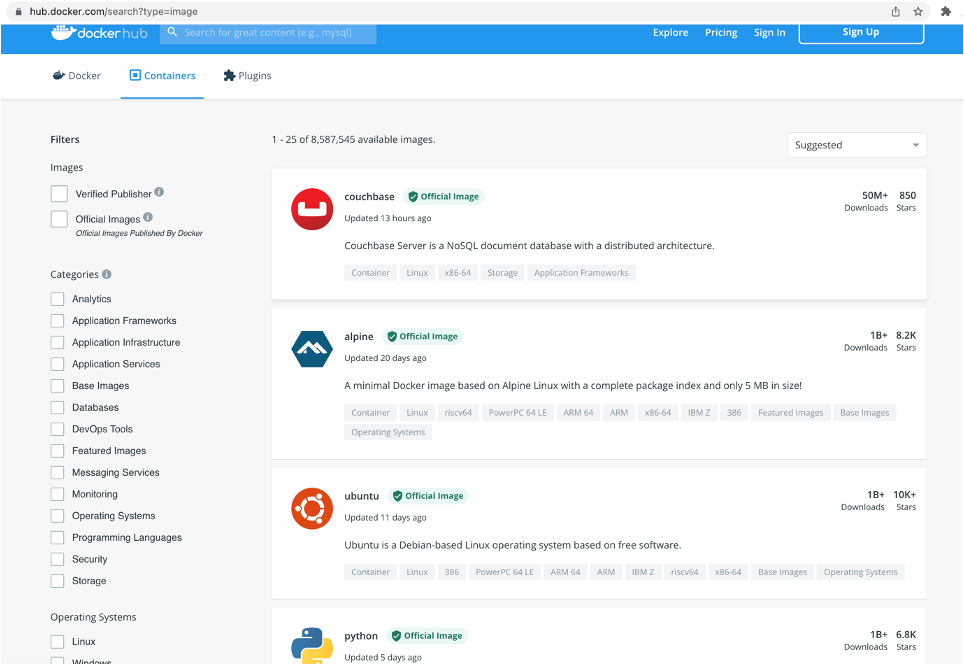 hub.docker.com/search?type=image
docker hub
Search for great content (e.g., mysql)
Explore Pricing Sign In Sign Up
Docker Containers Plugins
Filters
Images
Verified Publisher
Official Images
Official Images Published By Docker
Categories
Analytics
Application Frameworks
Application Infrastructure
Application Services
Base Images
Databases
DevOps Tools
Featured Images
Messaging Services
Monitoring
Operating Systems
Programming Languages
Security
Storage
Operating Systems
Linux
Windows
1 - 25 of 8,587,545 available images.
Suggested
couchbase Official Image
50M+ 850
Downloads Stars
Updated 13 hours ago
Couchbase Server is a NoSQL document database with a distributed architecture.
Container Linux x86-64 Storage Application Frameworks
alpine Official Image
1B+ 8.2K
Downloads Stars
Updated 20 days ago
A minimal Docker image based on Alpine Linux with a complete package index and only 5 MB in size!
Container Linux riscv64 PowerPC 64 LE ARM 64 ARM x86-64 IBM Z 386 Featured Images Base Images
Operating Systems
ubuntu Official Image
1B+ 10K+
Downloads Stars
Updated 11 days ago
Ubuntu is a Debian-based Linux operating system based on free software.
Container Linux 386 PowerPC 64 LE ARM 64 ARM IBM Z riscv64 x86-64 Base Images Operating Systems
python Official Image
1B+ 6.8K
Downloads Stars
Updated 5 days ago